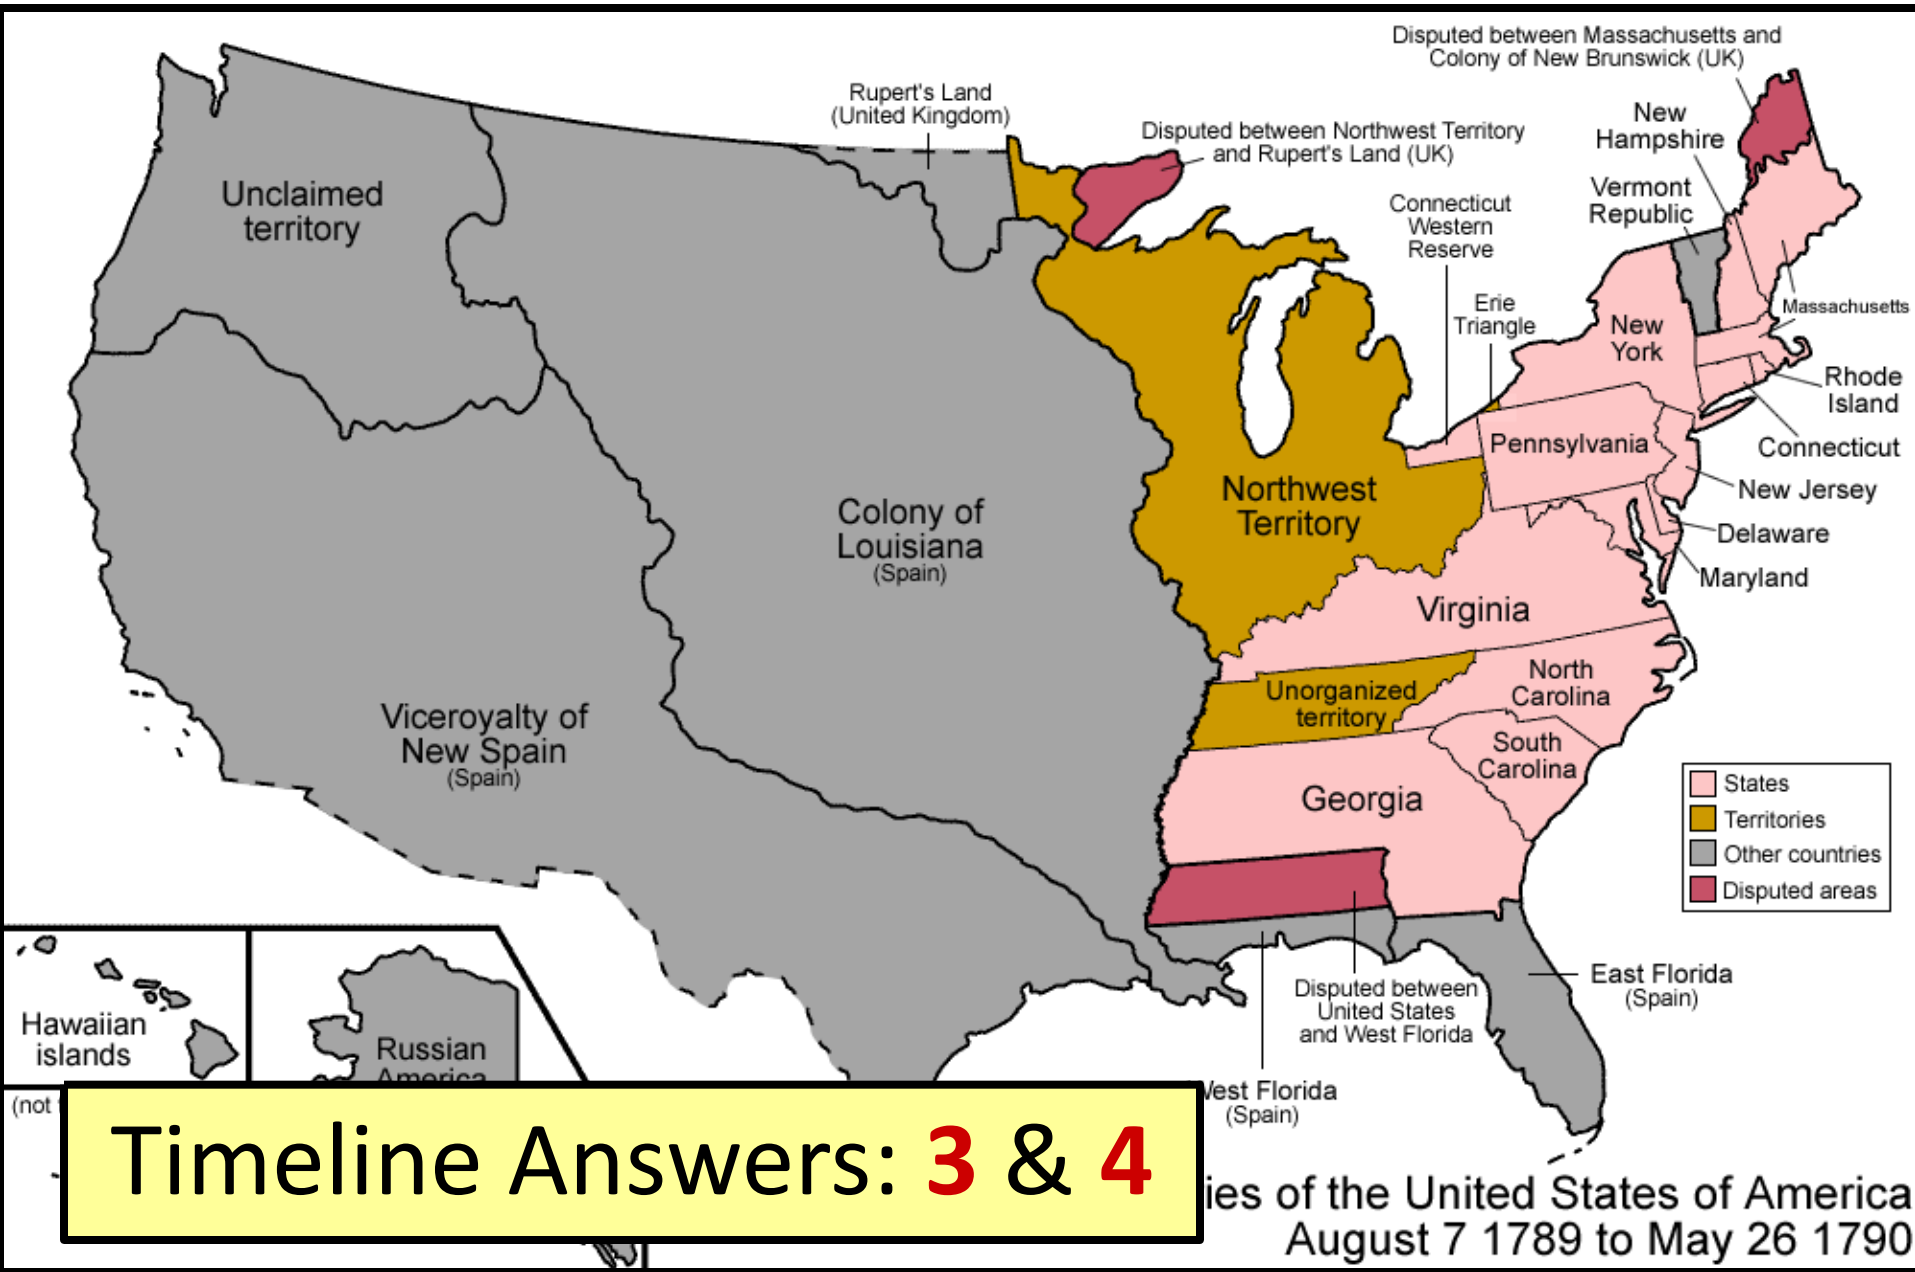 Disputed between Massachusetts and
Colony of New Brunswick (UK)
Rupert's Land
(United Kingdom)
New
Hampshire
Disputed between Northwest Territory
and Rupert's Land (UK)
Vermont
Republic
Unclaimed
territory
Connecticut
Western
Reserve
Erie
Triangle
Massachusetts
New
York
Rhode
Island
Pennsylvania
Connecticut
Northwest
Territory
New Jersey
Colony of
Louisiana
(Spain)
Delaware
Maryland
Virginia
North
Carolina
Unorganized
territory
Viceroyalty of
New Spain
(Spain)
South
Carolina
Georgia
States
Territories
Other countries
Disputed areas
East Florida
(Spain)
Disputed between
United States
and West Florida
Hawaiian
islands
Russian
America
West Florida
(Spain)
(not
Timeline Answers: 3 & 4
ies of the United States of America
August 7 1789 to May 26 1790